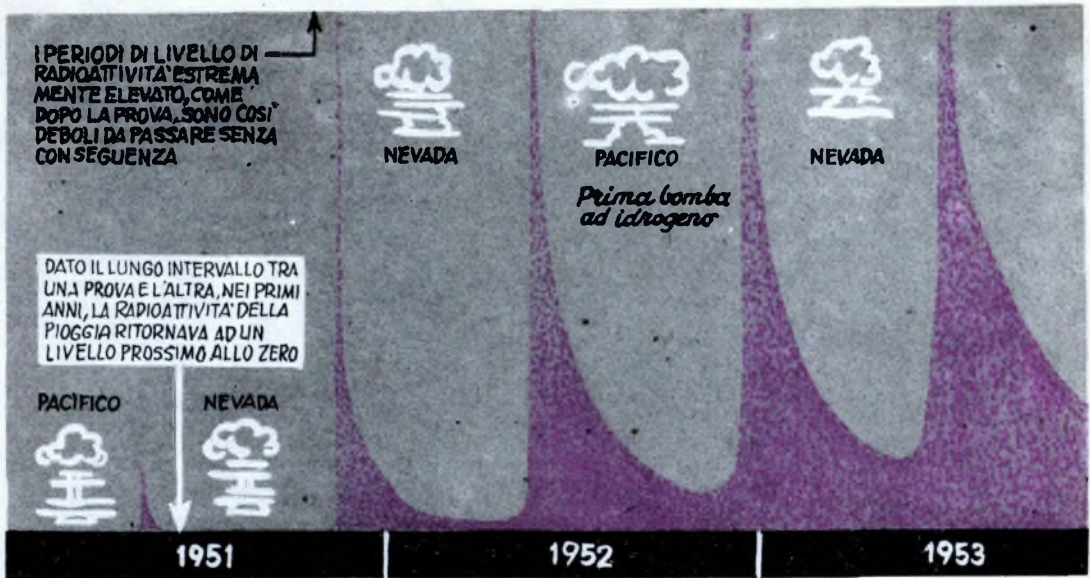 I PERIODI DI LIVELLO DI
RADIOATTIVITA' ESTREMA
MENTE ELEVATO, COME
DOPO LA PROVA, SONO COSI'
DEBOLI DA PASSARE SENZA
CONSEGUENZA
NEVADA
PACIFICO
Prima bomba
ad idrogeno
NEVADA
DATO IL LUNGO INTERVALLO TRA
UNA PROVA E L'ALTRA, NEI PRIMI
ANNI, LA RADIOATTIVITA' DELLA
PIOGGIA RITORNAVA AD UN
LIVELLO PROSSIMO ALLO ZERO
PACIFICO
NEVADA
1951
1952
1953